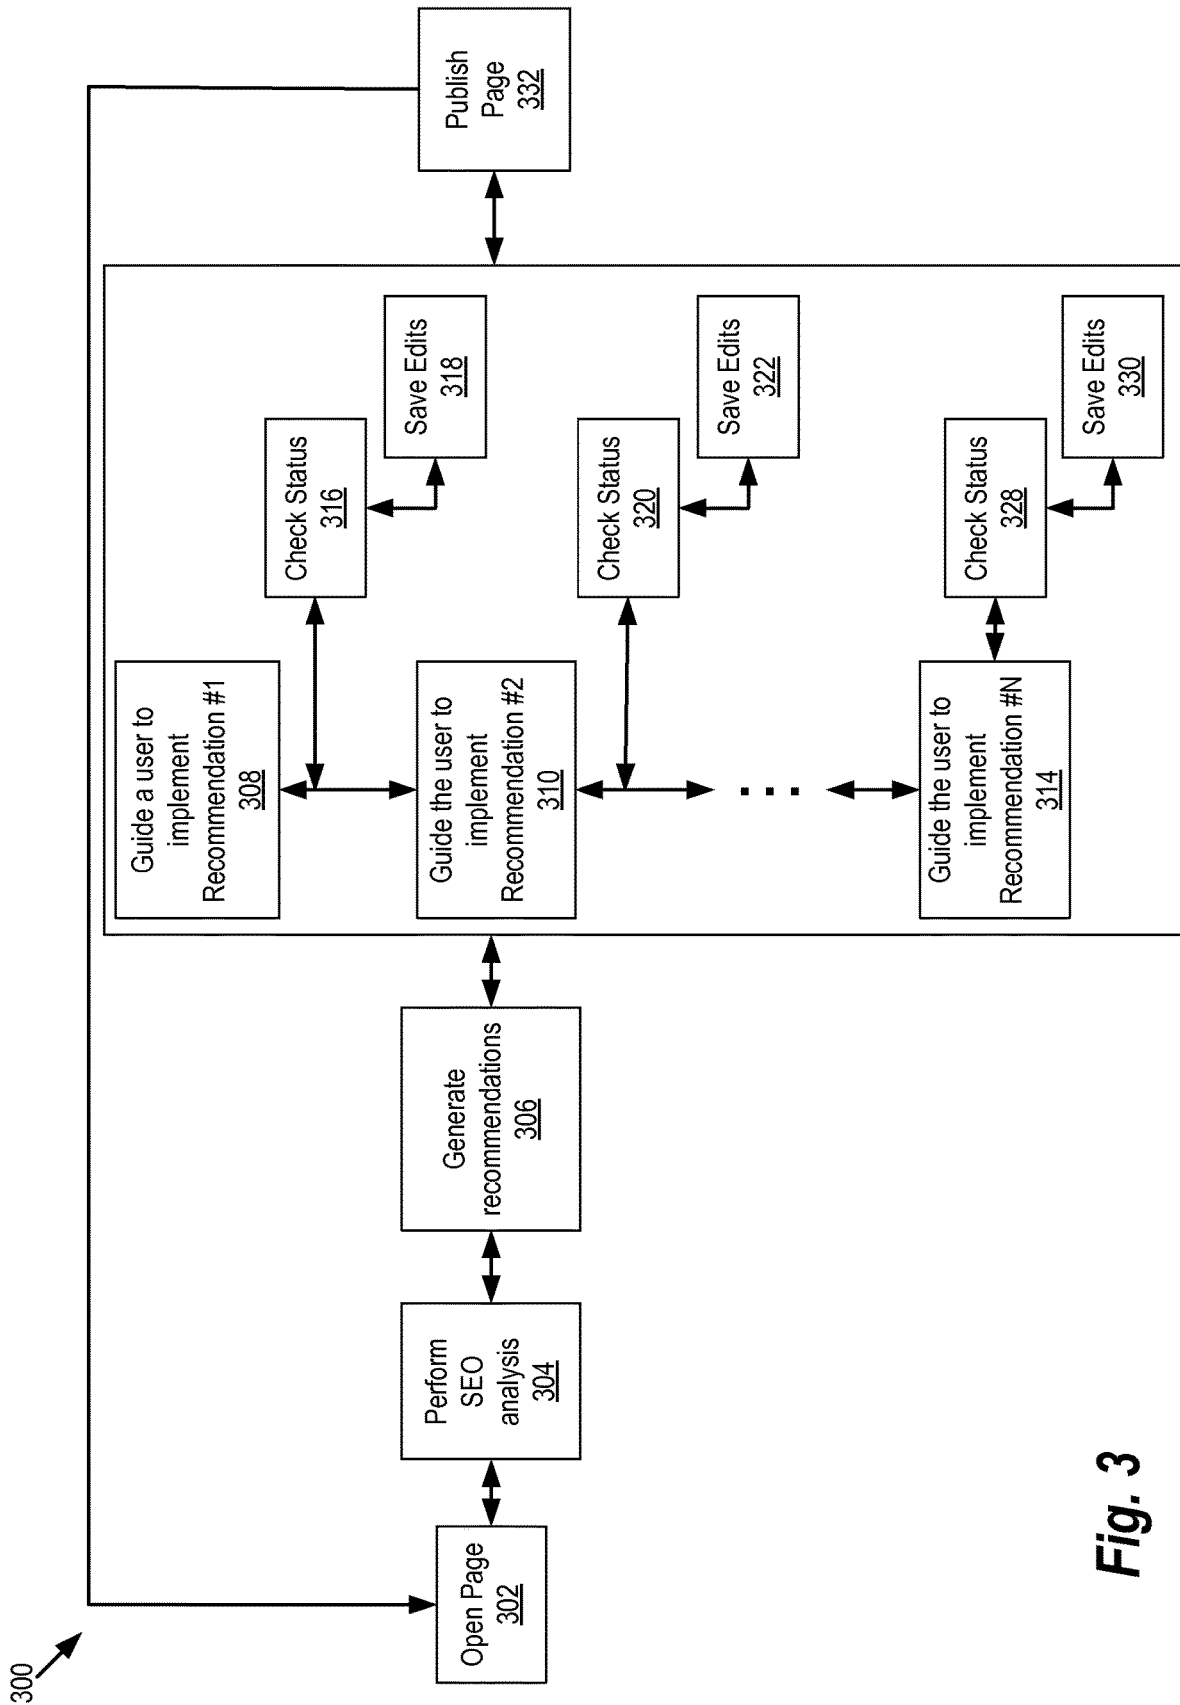 300
Open Page
302
Perform
SEO
analysis
304
Generate
recommendations
306
Guide a user to
implement
Recommendation #1
308
Check Status
316
Save Edits
318
Guide the user to
implement
Recommendation #2
310
Check Status
320
Save Edits
322
Guide the user to
implement
Recommendation #N
314
Check Status
328
Save Edits
330
Publish
Page
332
Fig. 3